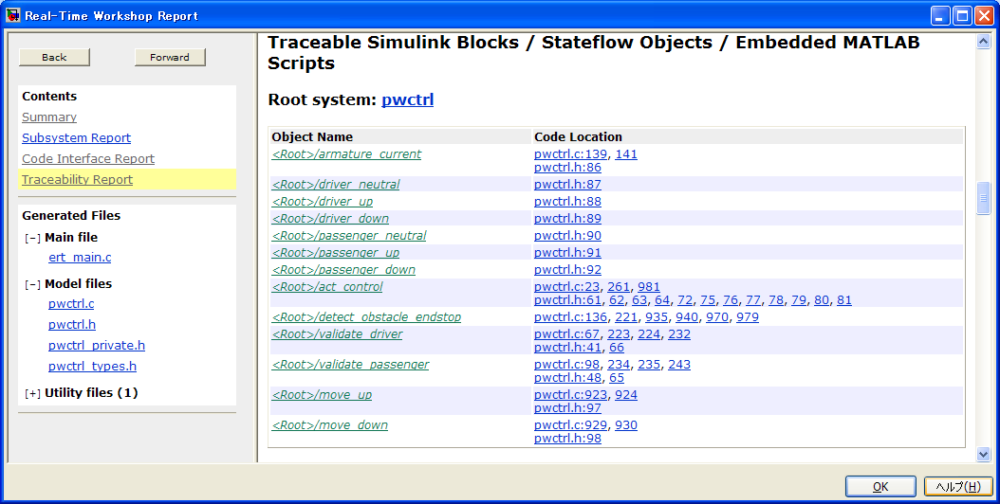 Real-Time Workshop Report
Back
Forward
Contents
Summary
Subsystem Report
Code Interface Report
Traceability Report
Generated Files
[-] Main file
ert_main.c
[-] Model files
pwctrl.c
pwctrl.h
pwctrl_private.h
pwctrl_types.h
[+] Utility files (1)
Traceable Simulink Blocks / Stateflow Objects / Embedded MATLAB
Scripts
Root system: pwctrl
Object Name Code Location
<Root>/armature_current pwctrl.c:139, 141
pwctrl.h:86
<Root>/driver_neutral pwctrl.h:87
<Root>/driver_up pwctrl.h:88
<Root>/driver_down pwctrl.h:89
<Root>/passenger_neutral pwctrl.h:90
<Root>/passenger_up pwctrl.h:91
<Root>/passenger_down pwctrl.h:92
<Root>/act_control pwctrl.c:23, 261, 981
pwctrl.h:61, 62, 63, 64, 72, 75, 76, 77, 78, 79, 80, 81
<Root>/detect_obstacle_endstop pwctrl.c:136, 221, 935, 940, 970, 979
<Root>/validate_driver pwctrl.c:67, 223, 224, 232
pwctrl.h:41, 66
<Root>/validate_passenger pwctrl.c:98, 234, 235, 243
pwctrl.h:48, 65
<Root>/move_up pwctrl.c:923, 924
pwctrl.h:97
<Root>/move_down pwctrl.c:929, 930
pwctrl.h:98
OK
ヘルプ(H)